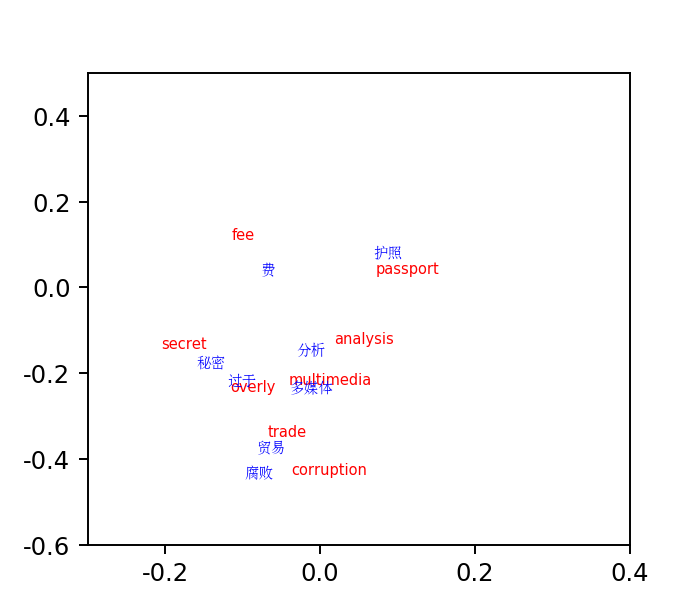 0.4
0.2
fee
护照
费
passport
0.0
analysis
secret
分析
秘密
-0.2
过于
multimedia
overly
多媒体
trade
贸易
-0.4
corruption
腐败
-0.6
-0.2
0.0
0.2
0.4